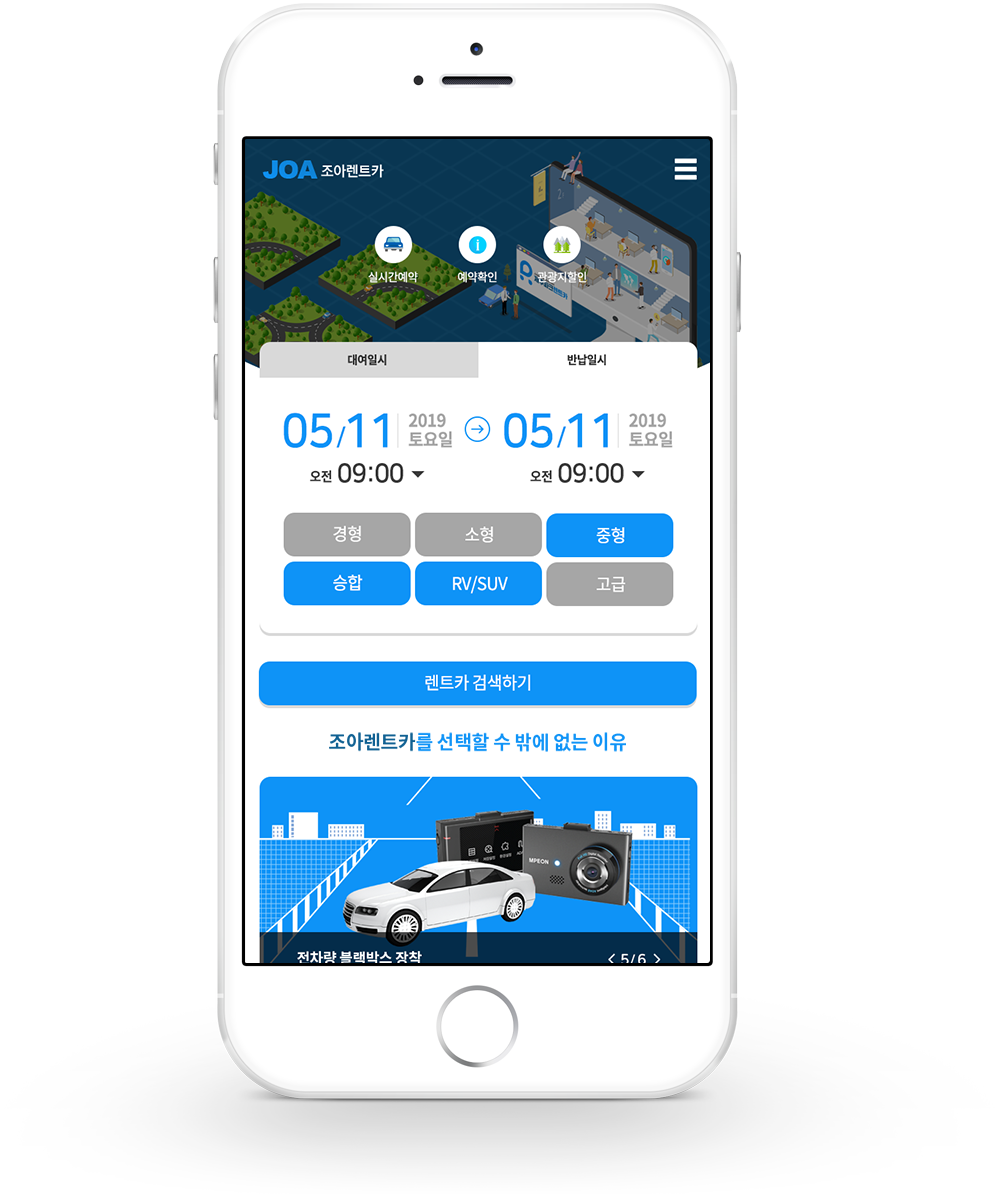 JOA 조아렌트카
실시간예약 예약확인 관광지할인
대여일시 반납일시
05/11 2019 토요일 05/11 2019 토요일
오전 09:00 오전 09:00
경형 소형 중형
승합 RV/SUV 고급
렌트카 검색하기
조아렌트카를 선택할 수 밖에 없는 이유
MPEON
전차량 블랙박스 장착 < 5/6 >